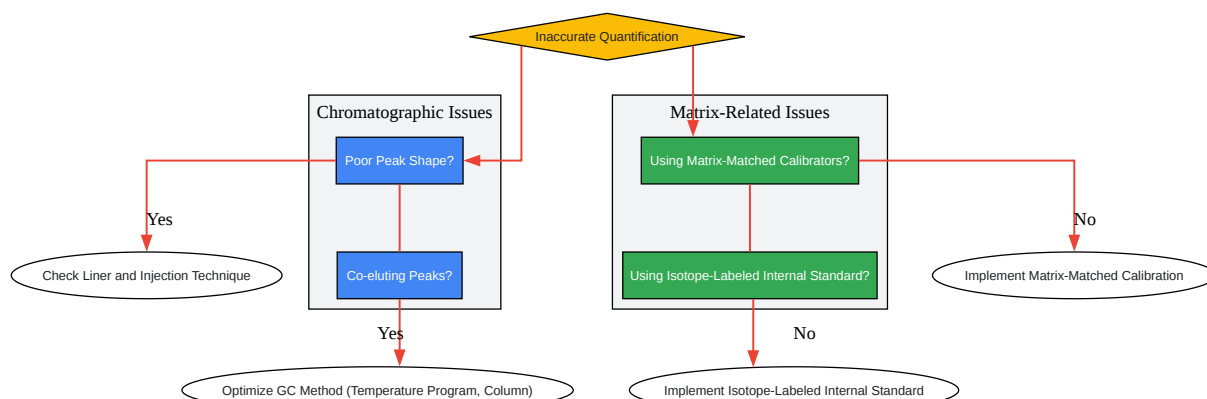 Inaccurate Quantification
Chromatographic Issues
Matrix-Related Issues
Poor Peak Shape?
Using Matrix-Matched Calibrators?
Yes
No
Check Liner and Injection Technique
Co-eluting Peaks?
Using Isotope-Labeled Internal Standard?
Implement Matrix-Matched Calibration
Yes
No
Optimize GC Method (Temperature Program, Column)
Implement Isotope-Labeled Internal Standard